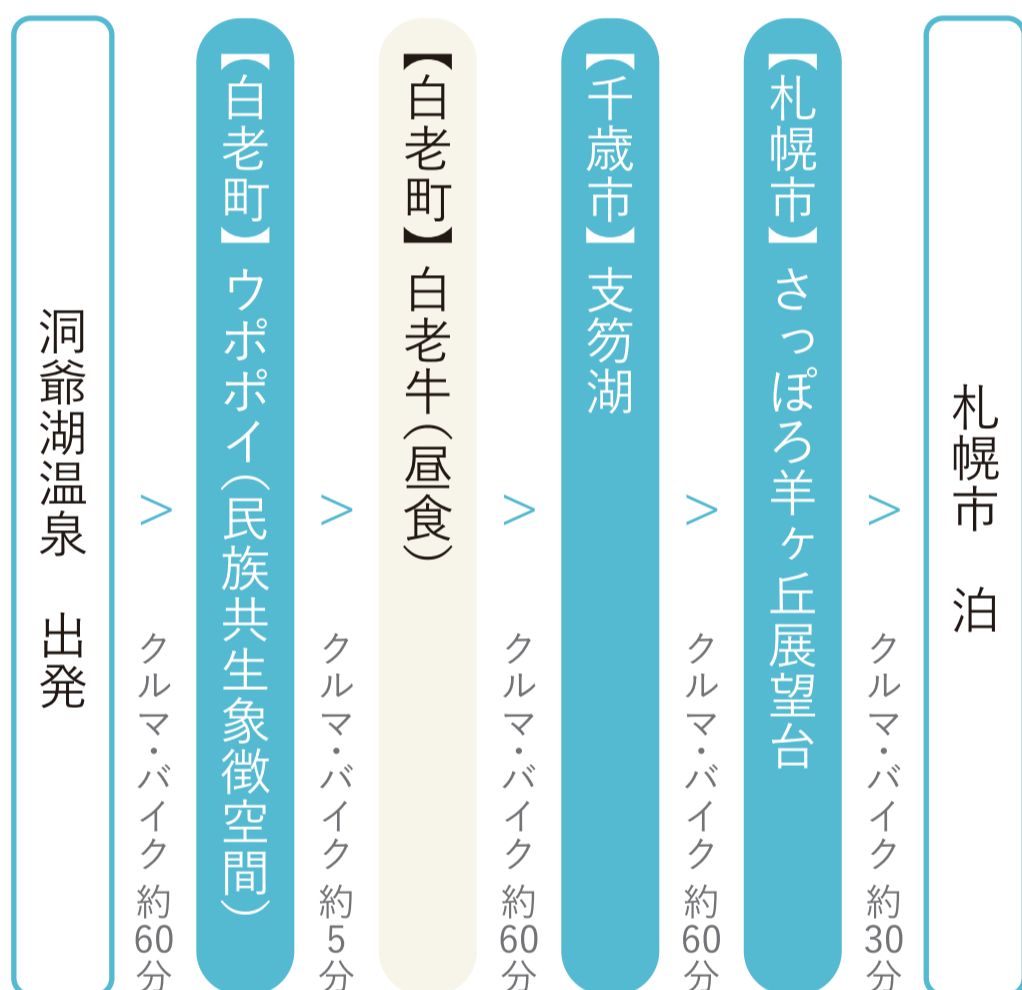 洞爺湖温泉　出発
>
クルマ・バイク 約60分
【白老町】ウポポイ（民族共生象徴空間）
>
クルマ・バイク 約5分
【白老町】白老牛（昼食）
>
クルマ・バイク 約60分
【千歳市】支笏湖
>
クルマ・バイク 約60分
【札幌市】さっぽろ羊ヶ丘展望台
>
クルマ・バイク 約30分
札幌市　泊